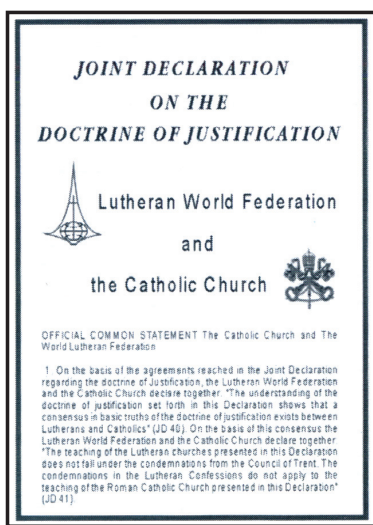 JOINT DECLARATION
ON THE
DOCTRINE OF JUSTIFICATION
Lutheran World Federation
and
the Catholic Church
OFFICIAL COMMON STATEMENT The Catholic Church and The
World Lutheran Federation
1. On the basis of the agreements reached in the Joint Declaration
regarding the doctrine of Justification, the Lutheran World Federation
and the Catholic Church declare together: "The understanding of the
doctrine of justification set forth in this Declaration shows that a
consensus in basic truths of the doctrine of justification exists between
Lutherans and Catholics" (JD 40). On the basis of this consensus the
Lutheran World Federation and the Catholic Church declare together:
"The teaching of the Lutheran churches presented in this Declaration
does not fall under the condemnations from the Council of Trent. The
condemnations in the Lutheran Confessions do not apply to the
teaching of the Roman Catholic Church presented in this Declaration"
(JD 41).